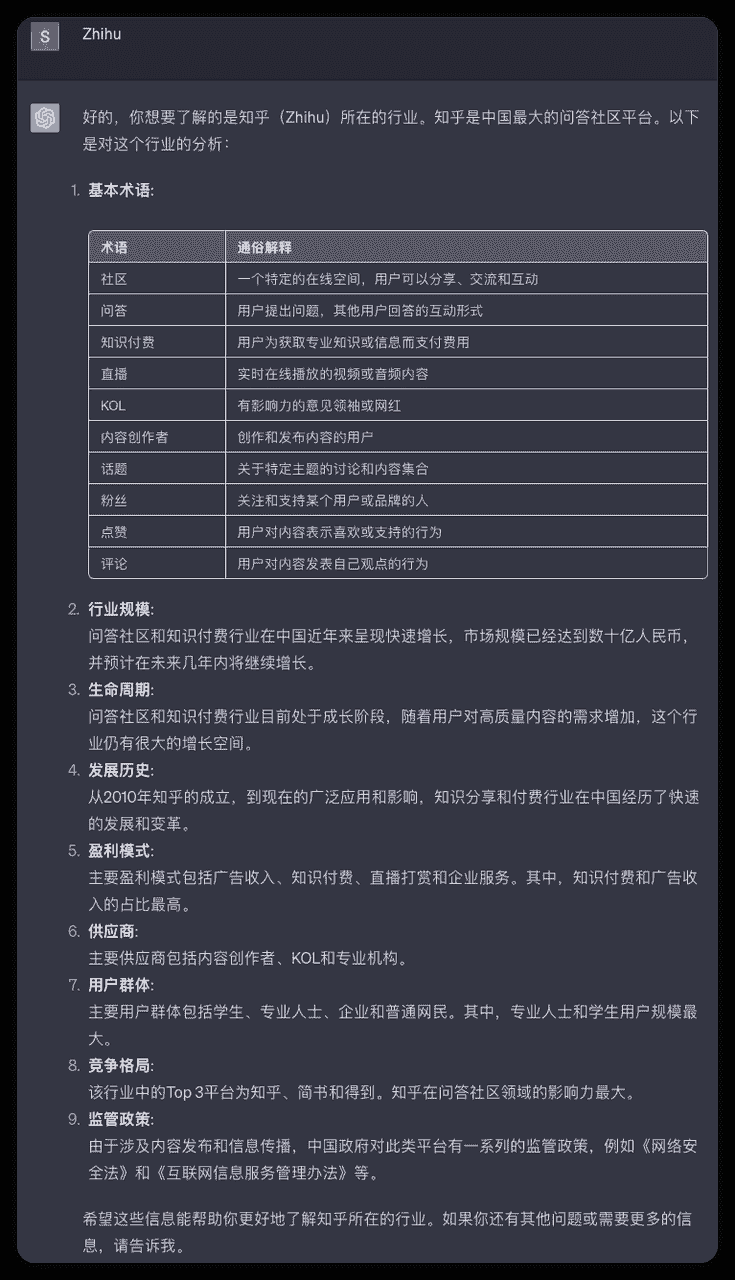 S Zhihu
好的，你想要了解的是知乎（Zhihu）所在的行业。知乎是中国最大的问答社区平台。以下
是对这个行业的分析：
1. 基本术语:
术语 通俗解释
社区 一个特定的在线空间，用户可以分享、交流和互动
问答 用户提出问题，其他用户回答的互动形式
知识付费 用户为获取专业知识或信息而支付费用
直播 实时在线播放的视频或音频内容
KOL 有影响力的意见领袖或网红
内容创作者 创作和发布内容的用户
话题 关于特定主题的讨论和内容集合
粉丝 关注和支持某个用户或品牌的人
点赞 用户对内容表示喜欢或支持的行为
评论 用户对内容发表自己观点的行为
2. 行业规模:
问答社区和知识付费行业在中国近年来呈现快速增长，市场规模已经达到数十亿人民币，
并预计在未来几年内将继续增长。
3. 生命周期:
问答社区和知识付费行业目前处于成长阶段，随着用户对高质量内容的需求增加，这个行
业仍有很大的增长空间。
4. 发展历史:
从2010年知乎的成立，到现在的广泛应用和影响，知识分享和付费行业在中国经历了快速
的发展和变革。
5. 盈利模式:
主要盈利模式包括广告收入、知识付费、直播打赏和企业服务。其中，知识付费和广告收
入的占比最高。
6. 供应商:
主要供应商包括内容创作者、KOL和专业机构。
7. 用户群体:
主要用户群体包括学生、专业人士、企业和普通网民。其中，专业人士和学生用户规模最
大。
8. 竞争格局:
该行业中的Top 3平台为知乎、简书和得到。知乎在问答社区领域的影响力最大。
9. 监管政策:
由于涉及内容发布和信息传播，中国政府对此类平台有一系列的监管政策，例如《网络安
全法》和《互联网信息服务管理办法》等。
希望这些信息能帮助你更好地了解知乎所在的行业。如果你还有其他问题或需要更多的信
息，请告诉我。